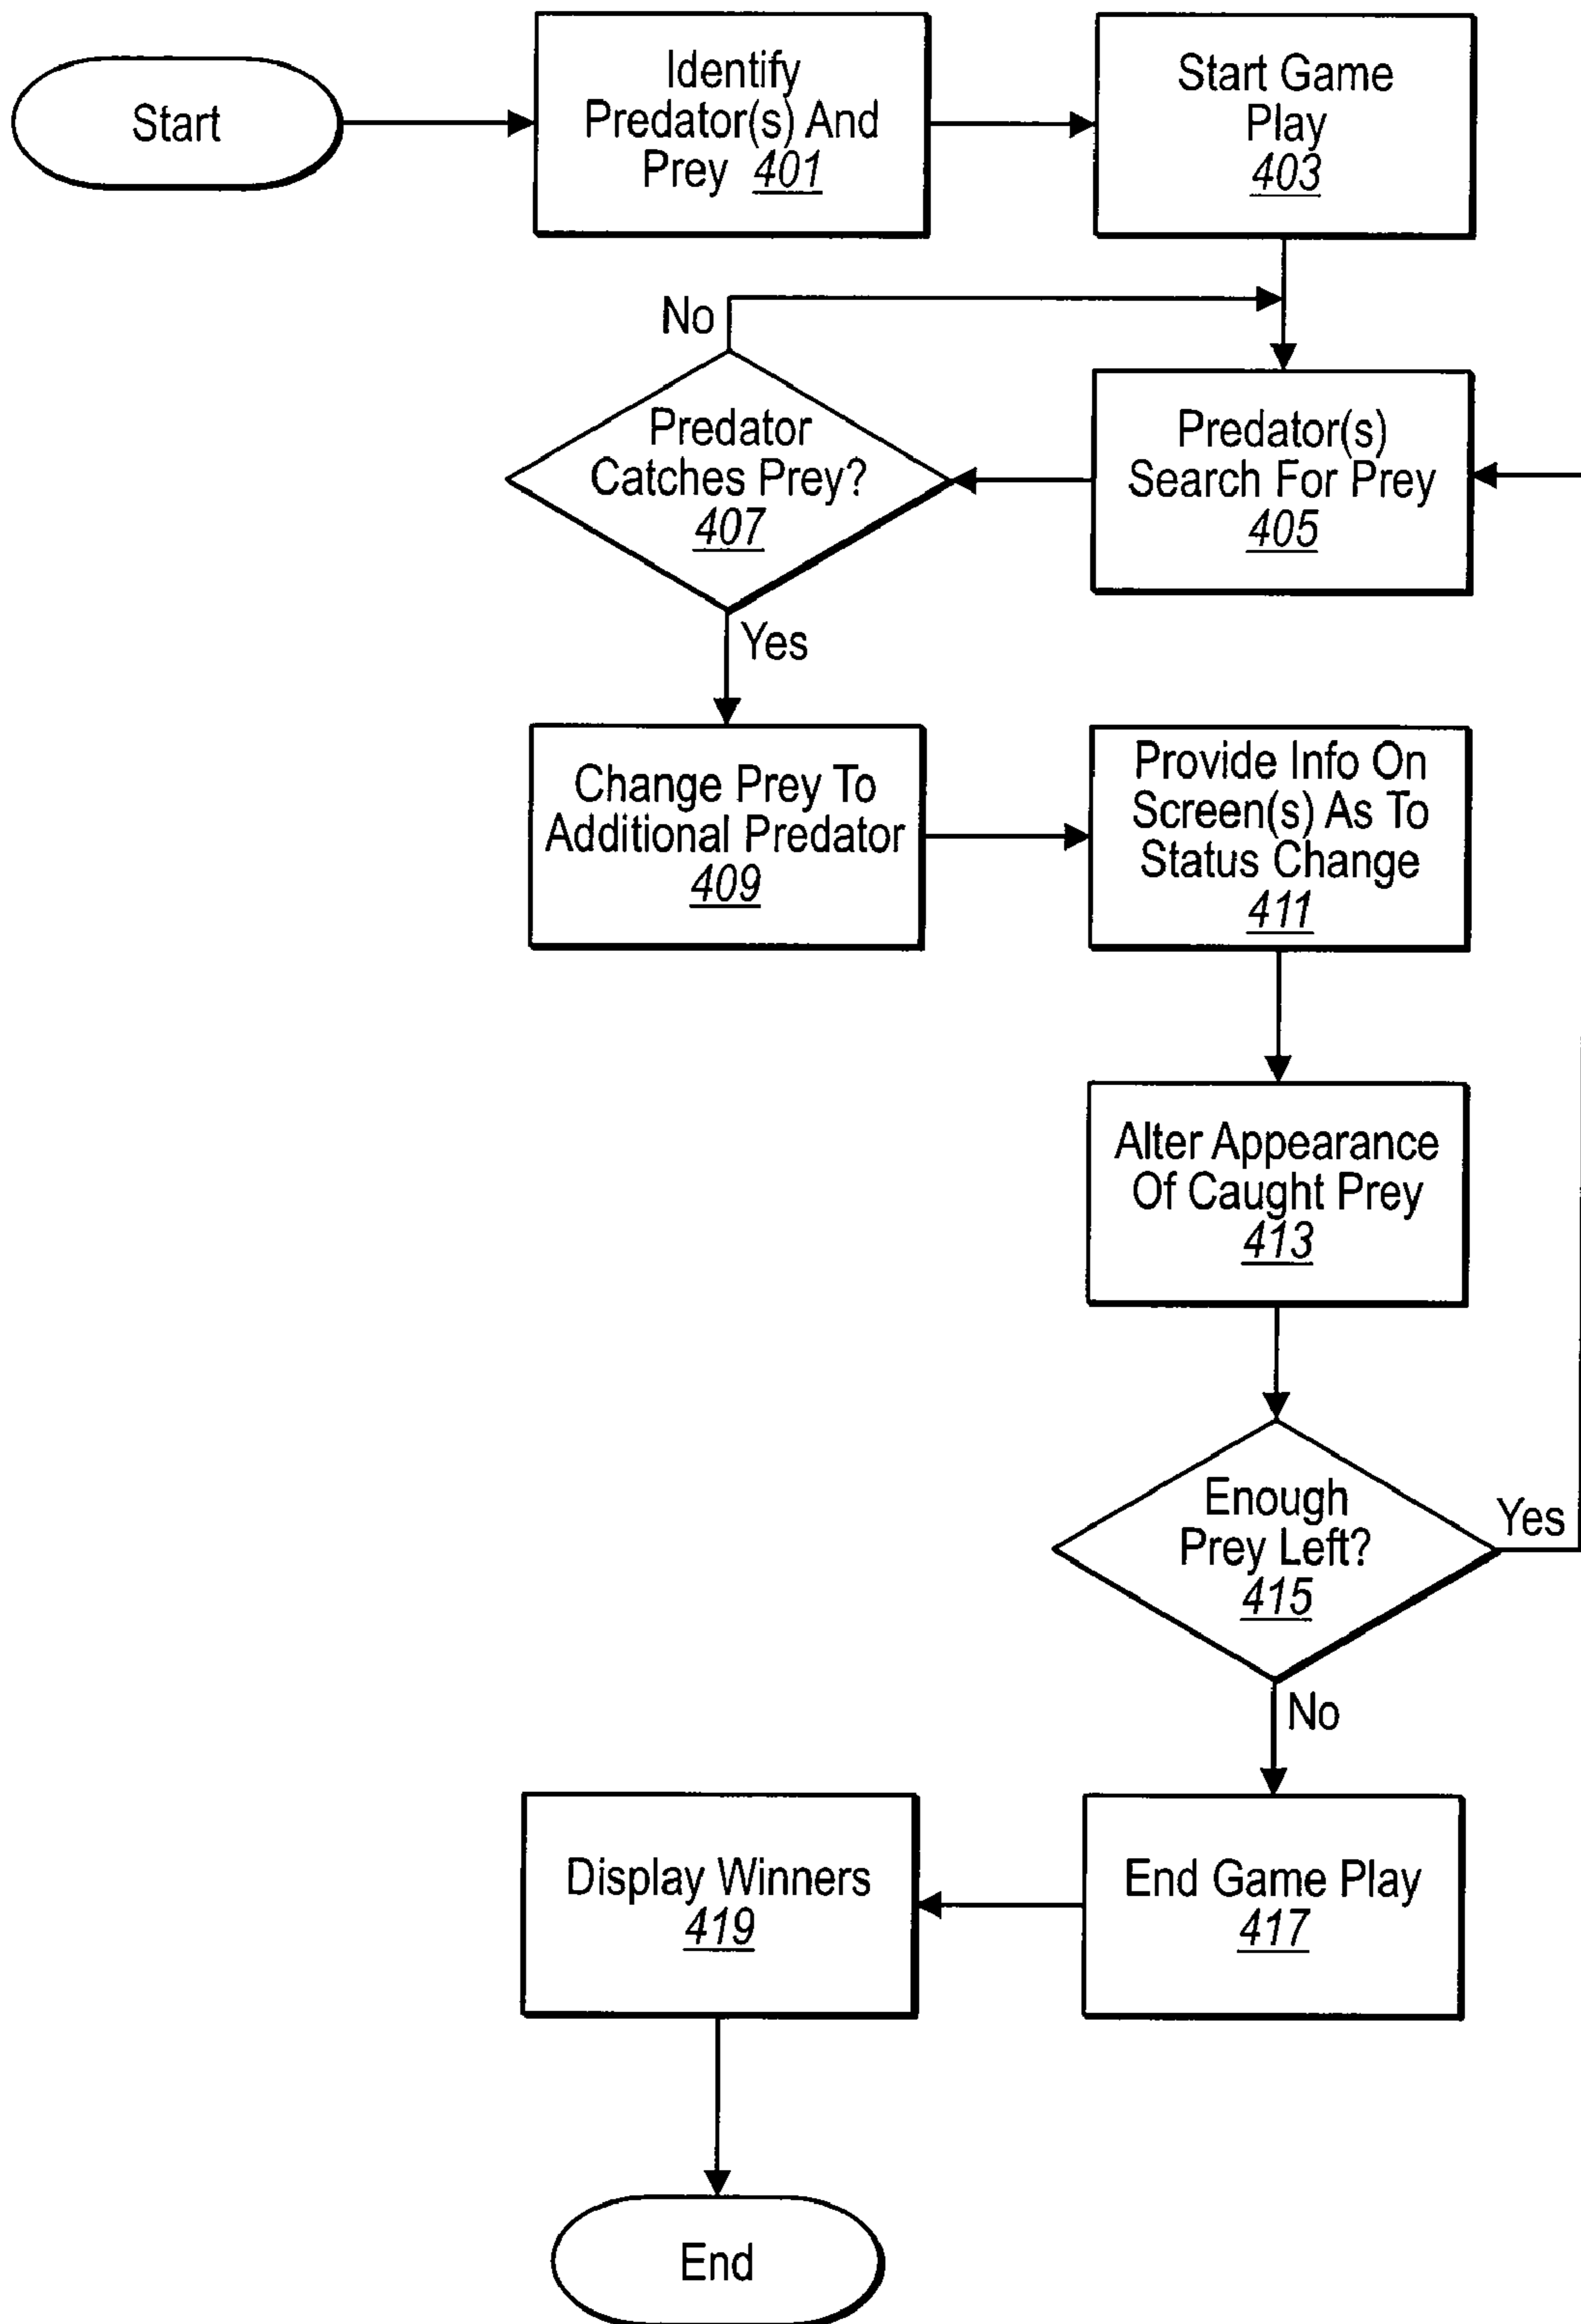 Start
Identify
Predator(s) And
Prey 401
Start Game
Play
403
No
Predator
Catches Prey?
407
Predator(s)
Search For Prey
405
Yes
Change Prey To
Additional Predator
409
Provide Info On
Screen(s) As To
Status Change
411
Alter Appearance
Of Caught Prey
413
Enough
Prey Left?
415
Yes
No
Display Winners
419
End Game Play
417
End